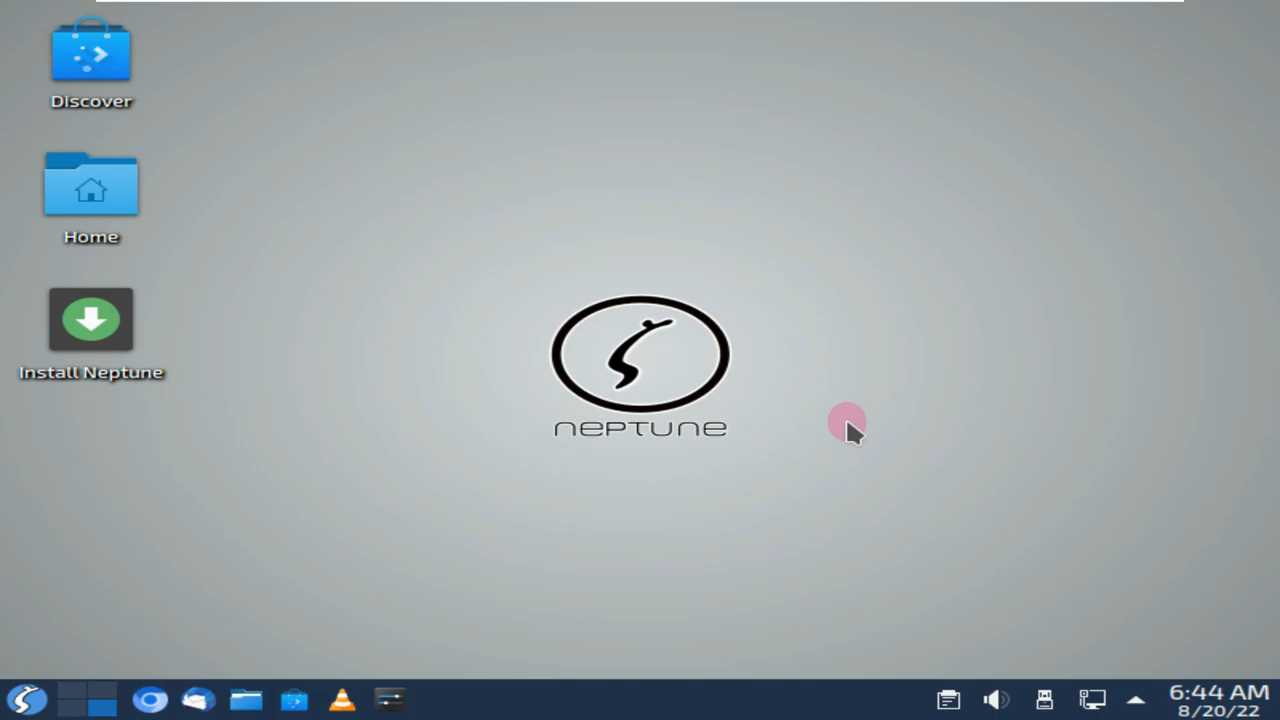 Discover
Home
Install Neptune
NEPTUNE
6:44 AM
8/20/22